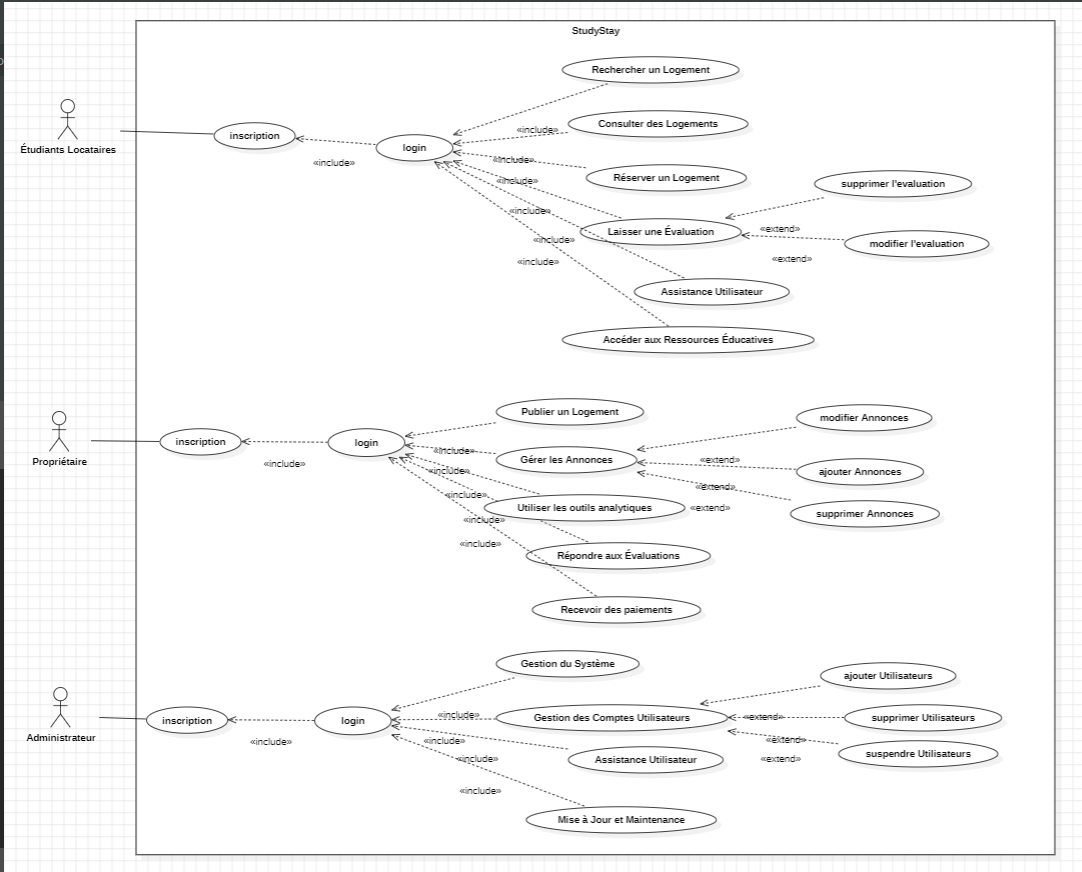 StudyStay
Rechercher un Logement
Étudiants Locataires
inscription
«include»
login
«include»
Consulter des Logements
«include»
Réserver un Logement
«include»
supprimer l'evaluation
«include»
Laisser une Évaluation
«extend»
«include»
modifier l'evaluation
«include»
«extend»
Assistance Utilisateur
Accéder aux Ressources Éducatives
Publier un Logement
modifier Annonces
Propriétaire
inscription
«include»
login
«include»
Gérer les Annonces
«extend»
«include»
ajouter Annonces
«include»
«extend»
Utiliser les outils analytiques
«extend»
supprimer Annonces
«include»
«include»
Répondre aux Évaluations
Recevoir des paiements
Gestion du Système
ajouter Utilisateurs
Administrateur
inscription
«include»
login
«include»
Gestion des Comptes Utilisateurs
«extend»
supprimer Utilisateurs
«include»
«extend»
suspendre Utilisateurs
«include»
Assistance Utilisateur
«extend»
«include»
Mise à Jour et Maintenance